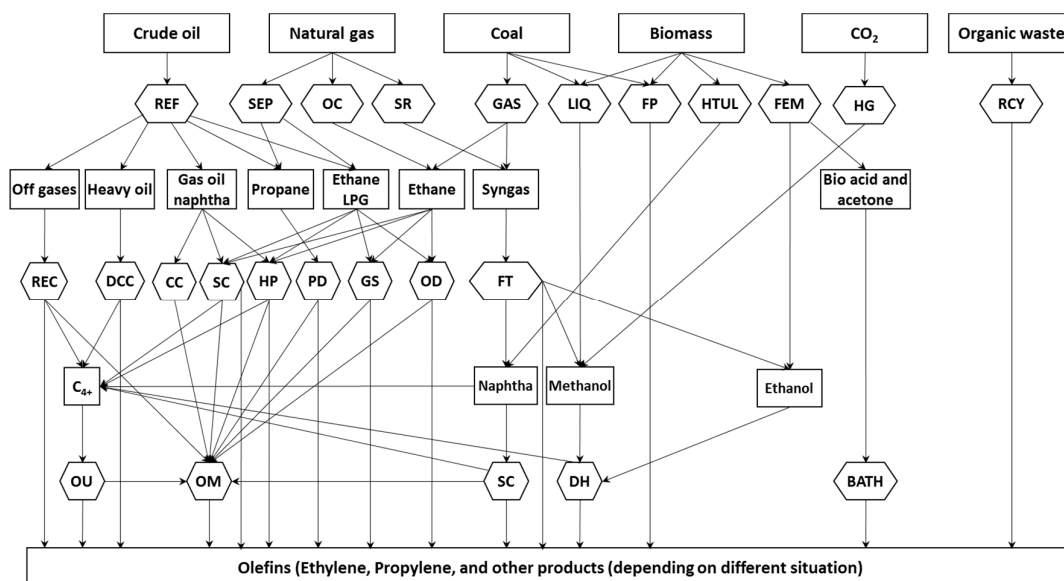 Crude oil
Natural gas
Coal
Biomass
CO₂
Organic waste
REF
SEP
OC
SR
GAS
LIQ
FP
HTUL
FEM
HG
RCY
Off gases
Heavy oil
Gas oil
naphtha
Propane
Ethane
LPG
Ethane
Syngas
Bio acid and
acetone
REC
DCC
CC
SC
HP
PD
GS
OD
FT
C₄₊
Naphtha
Methanol
Ethanol
OU
OM
SC
DH
BATH
Olefins (Ethylene, Propylene, and other products (depending on different situation)